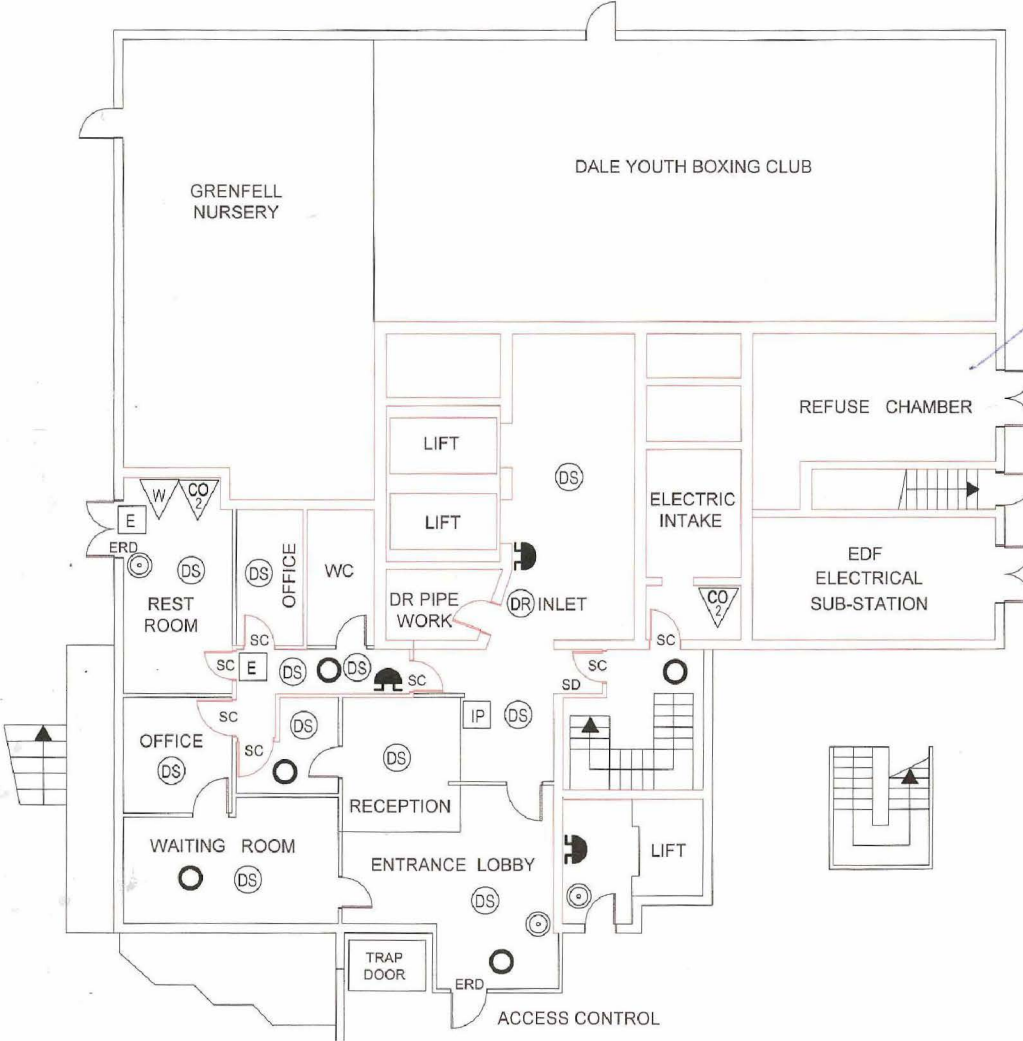 DALE YOUTH BOXING CLUB
GRENFELL
NURSERY
REFUSE CHAMBER
LIFT
DS
W
CO
2
LIFT
ELECTRIC
INTAKE
E
ERD
DS
DS
OFFICE
WC
EDF
ELECTRICAL
SUB-STATION
REST
ROOM
DR PIPE
WORK
DR
INLET
CO
2
SC
SC
SC
E
DS
DS
SC
SC
SD
SC
SC
DS
IP
DS
OFFICE
DS
DS
RECEPTION
WAITING ROOM
DS
ENTRANCE LOBBY
DS
LIFT
TRAP
DOOR
ERD
ACCESS CONTROL